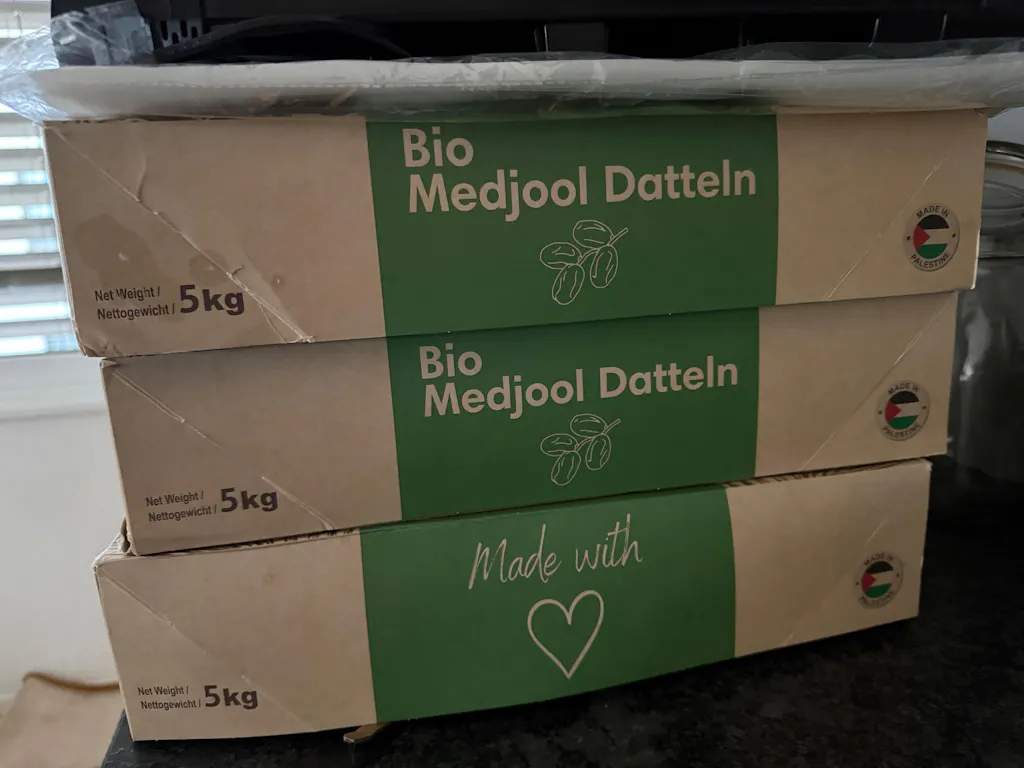 Bio
Medjool Datteln
MADE IN
PALESTINE
Net Weight /
Nettogewicht / 5kg
Bio
Medjool Datteln
MADE IN
PALESTINE
Net Weight /
Nettogewicht / 5kg
Made with
MADE IN
PALESTINE
Net Weight /
Nettogewicht / 5kg